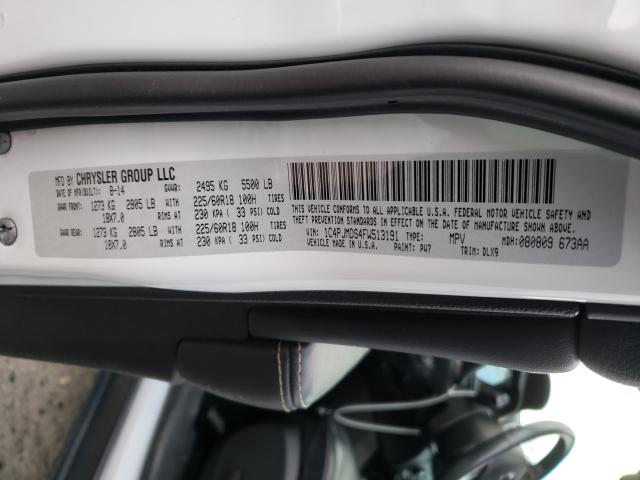 MFD BY CHRYSLER GROUP LLC
DATE OF MFR(BUILT): 8-14 GVWR: 2495 KG 5500 LB
GAWR FRONT: 1273 KG 2805 LB WITH 225/60R18 100H TIRES
18X7.0 RIMS AT 230 KPA ( 33 PSI) COLD
GAWR REAR: 1273 KG 2805 LB WITH 225/60R18 100H TIRES
18X7.0 RIMS AT 230 KPA ( 33 PSI) COLD
THIS VEHICLE CONFORMS TO ALL APPLICABLE U.S.A. FEDERAL MOTOR VEHICLE SAFETY, BUMPER, AND
THEFT PREVENTION STANDARDS IN EFFECT ON THE DATE OF MANUFACTURE SHOWN ABOVE.
VIN: 1C4PJMDS4FW513191 TYPE: MPV MDH: 080809 673AA
VEHICLE MADE IN U.S.A. PAINT: PW7 TRIM: DLX9